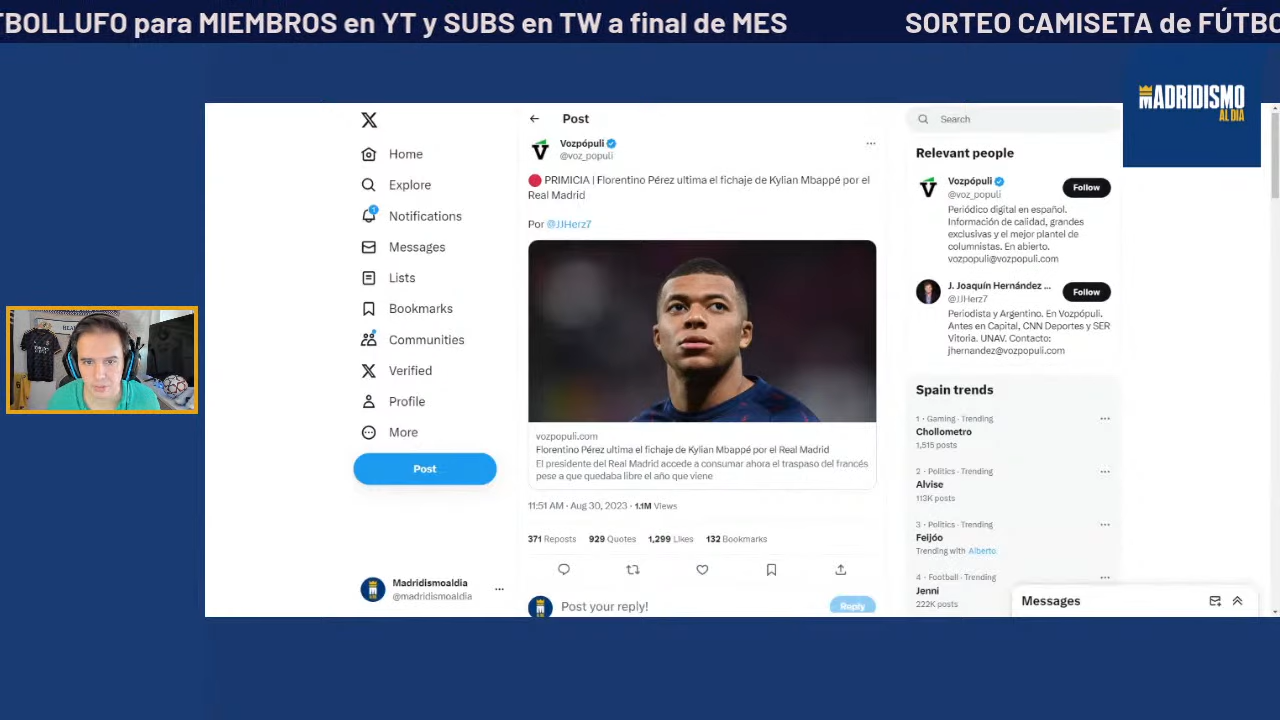 TBOLLUFO para MIEMBROS en YT y SUBS en TW a final de MES
SORTEO CAMISETA de FÚTBO
MADRIDISMO
AL DIA
Home
Explore
Notifications
Messages
Lists
Bookmarks
Communities
Verified
Profile
More
Post
Madridismoaldia
@madridismoaldia
Post
Vozpópuli
@voz_populi
PRIMICIA | Florentino Pérez ultima el fichaje de Kylian Mbappé por el
Real Madrid
Por @JJHerz7
vozpopuli.com
Florentino Pérez ultima el fichaje de Kylian Mbappé por el Real Madrid
El presidente del Real Madrid accede a consumar ahora el traspaso del francés
pese a que quedaba libre el año que viene
11:51 AM · Aug 30, 2023 · 1.1M Views
371 Reposts 929 Quotes 1,299 Likes 132 Bookmarks
Post your reply!
Reply
Search
Relevant people
Vozpópuli
@voz_populi
Follow
Periódico digital en español.
Información de calidad, grandes
exclusivas y el mejor plantel de
columnistas. En abierto.
vozpopuli@vozpopuli.com
J. Joaquín Hernández ...
@JJHerz7
Follow
Periodista y Argentino. En Vozpópuli.
Antes en Capital, CNN Deportes y SER
Vitoria. UNAV. Contacto:
jhernandez@vozpopuli.com
Spain trends
1 · Gaming · Trending
Chollometro
1,515 posts
2 · Politics · Trending
Alvise
113K posts
3 · Politics · Trending
Feijóo
Trending with Alberto
4 · Football · Trending
Jenni
222K posts
Messages